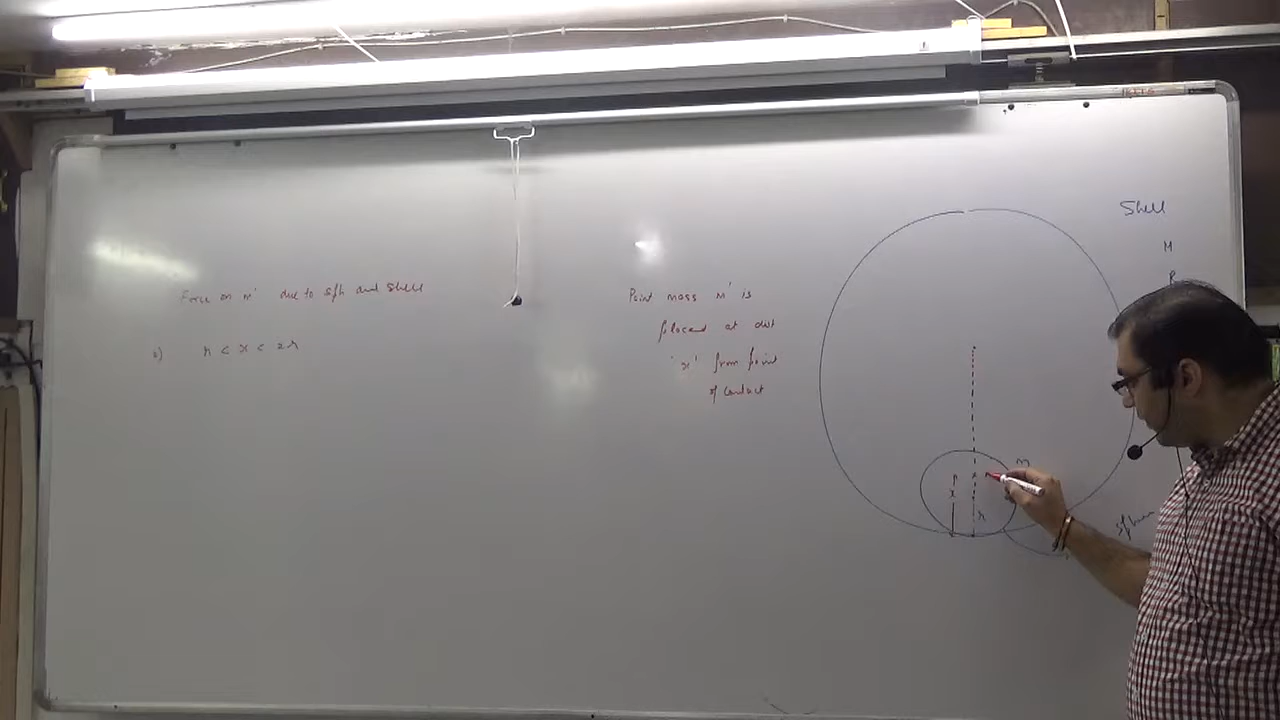 Force on m' due to sph and shell
a) r < x < 2r
Point mass m' is
placed at dist
'x' from point
of contact
Shell
M
R
m
x
r
sphere